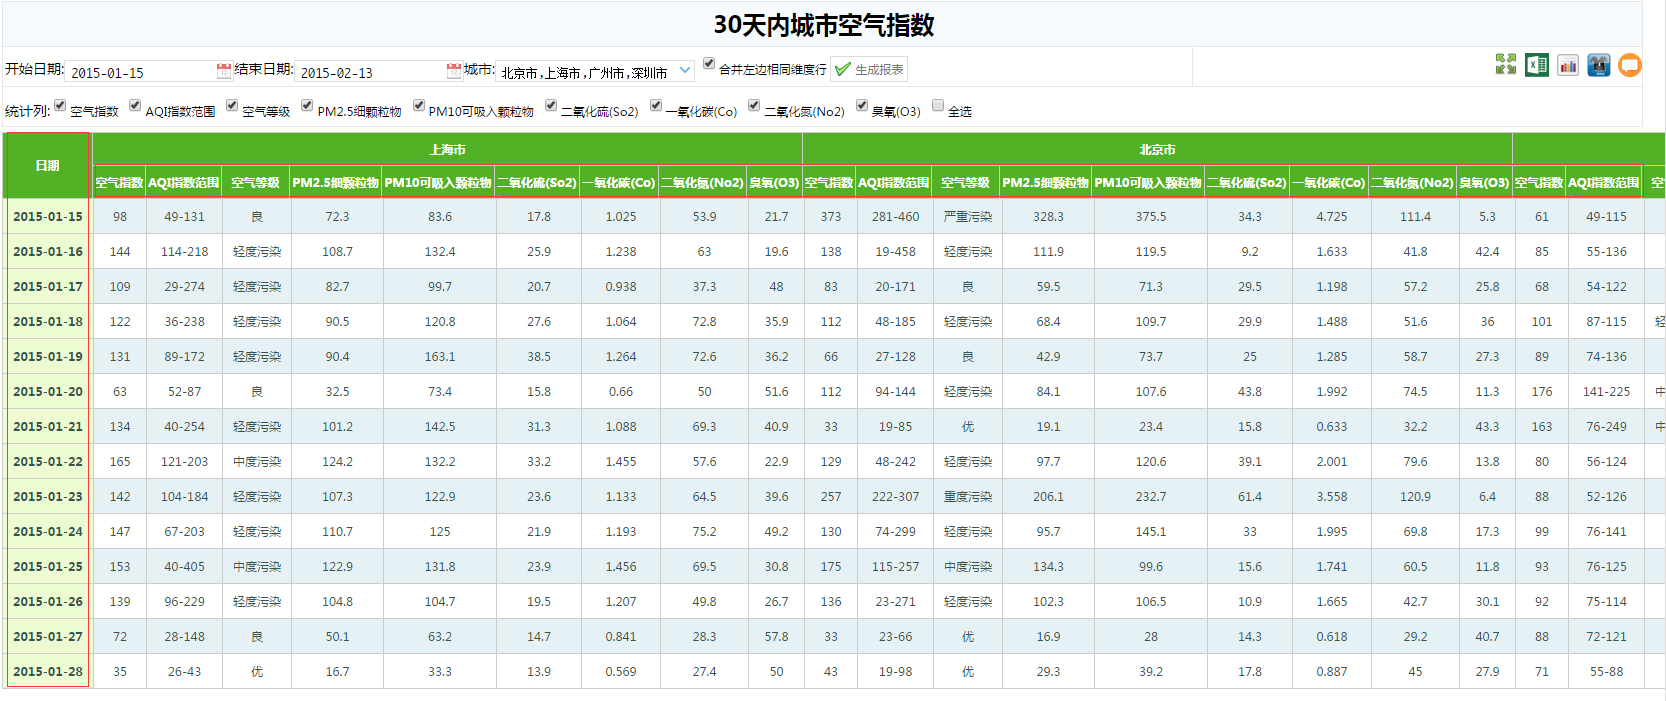 30天内城市空气指数
开始日期: 2015-01-15 结束日期: 2015-02-13 城市: 北京市,上海市,广州市,深圳市 合并左边相同维度行 生成报表
统计列: 空气指数 AQI指数范围 空气等级 PM2.5细颗粒物 PM10可吸入颗粒物 二氧化硫(So2) 一氧化碳(Co) 二氧化氮(No2) 臭氧(O3) 全选
日期 上海市 北京市
空气指数 AQI指数范围 空气等级 PM2.5细颗粒物 PM10可吸入颗粒物 二氧化硫(So2) 一氧化碳(Co) 二氧化氮(No2) 臭氧(O3) 空气指数 AQI指数范围 空气等级 PM2.5细颗粒物 PM10可吸入颗粒物 二氧化硫(So2) 一氧化碳(Co) 二氧化氮(No2) 臭氧(O3) 空气指数 AQI指数范围 空
2015-01-15 98 49-131 良 72.3 83.6 17.8 1.025 53.9 21.7 373 281-460 严重污染 328.3 375.5 34.3 4.725 111.4 5.3 61 49-115
2015-01-16 144 114-218 轻度污染 108.7 132.4 25.9 1.238 63 19.6 138 19-458 轻度污染 111.9 119.5 9.2 1.633 41.8 42.4 85 55-136
2015-01-17 109 29-274 轻度污染 82.7 99.7 20.7 0.938 37.3 48 83 20-171 良 59.5 71.3 29.5 1.198 57.2 25.8 68 54-122
2015-01-18 122 36-238 轻度污染 90.5 120.8 27.6 1.064 72.8 35.9 112 48-185 轻度污染 68.4 109.7 29.9 1.488 51.6 36 101 87-115 轻
2015-01-19 131 89-172 轻度污染 90.4 163.1 38.5 1.264 72.6 36.2 66 27-128 良 42.9 73.7 25 1.285 58.7 27.3 89 74-136
2015-01-20 63 52-87 良 32.5 73.4 15.8 0.66 50 51.6 112 94-144 轻度污染 84.1 107.6 43.8 1.992 74.5 11.3 176 141-225 中
2015-01-21 134 40-254 轻度污染 101.2 142.5 31.3 1.088 69.3 40.9 33 19-85 优 19.1 23.4 15.8 0.633 32.2 43.3 163 76-249 中
2015-01-22 165 121-203 中度污染 124.2 132.2 33.2 1.455 57.6 22.9 129 48-242 轻度污染 97.7 120.6 39.1 2.001 79.6 13.8 80 56-124
2015-01-23 142 104-184 轻度污染 107.3 122.9 23.6 1.133 64.5 39.6 257 222-307 重度污染 206.1 232.7 61.4 3.558 120.9 6.4 88 52-126
2015-01-24 147 67-203 轻度污染 110.7 125 21.9 1.193 75.2 49.2 130 74-299 轻度污染 95.7 145.1 33 1.995 69.8 17.3 99 76-141
2015-01-25 153 40-405 中度污染 122.9 131.8 23.9 1.456 69.5 30.8 175 115-257 中度污染 134.3 99.6 15.6 1.741 60.5 11.8 93 76-125
2015-01-26 139 96-229 轻度污染 104.8 104.7 19.5 1.207 49.8 26.7 136 23-271 轻度污染 102.3 106.5 10.9 1.665 42.7 30.1 92 75-114
2015-01-27 72 28-148 良 50.1 63.2 14.7 0.841 28.3 57.8 33 23-66 优 16.9 28 14.3 0.618 29.2 40.7 88 72-121
2015-01-28 35 26-43 优 16.7 33.3 13.9 0.569 27.4 50 43 19-98 优 29.3 39.2 17.8 0.887 45 27.9 71 55-88